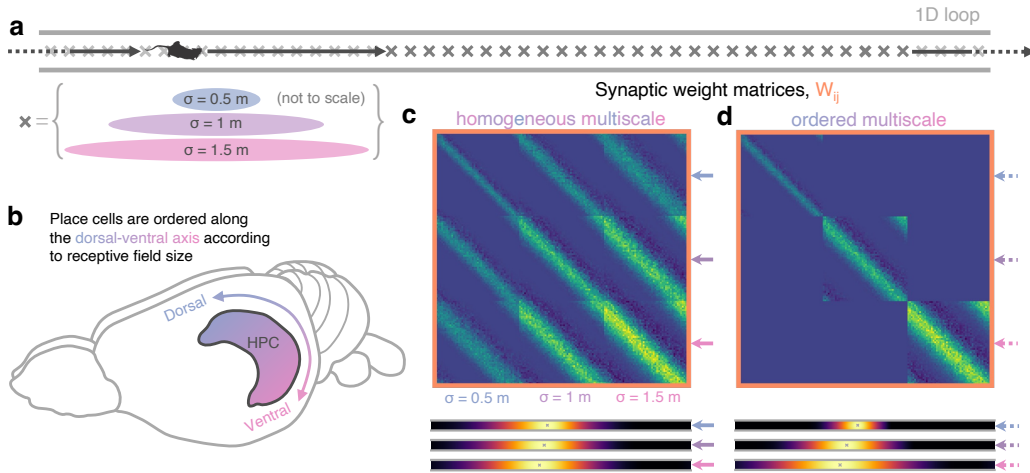 a
1D loop
σ = 0.5 m (not to scale)
× =
σ = 1 m
σ = 1.5 m
Synaptic weight matrices, W_ij
c
homogeneous multiscale
d
ordered multiscale
b
Place cells are ordered along
the dorsal-ventral axis according
to receptive field size
Dorsal
HPC
Ventral
σ = 0.5 m
σ = 1 m
σ = 1.5 m